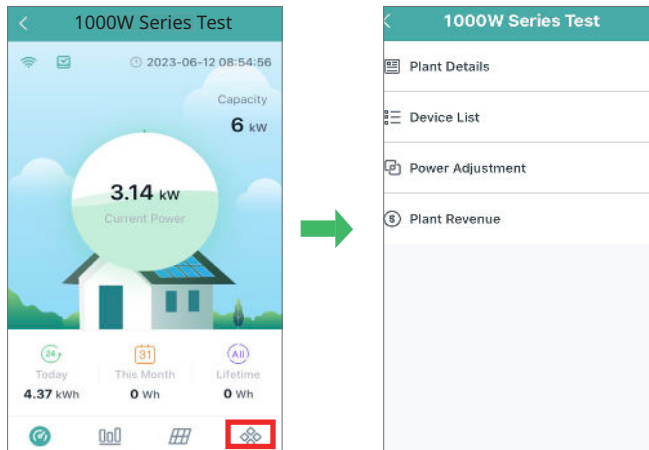 1000W Series Test
2023-06-12 08:54:56
Capacity
6 kW
3.14 kW
Current Power
24
31
All
Today
This Month
Lifetime
4.37 kWh
0 Wh
0 Wh
1000W Series Test
Plant Details
Device List
Power Adjustment
$ Plant Revenue